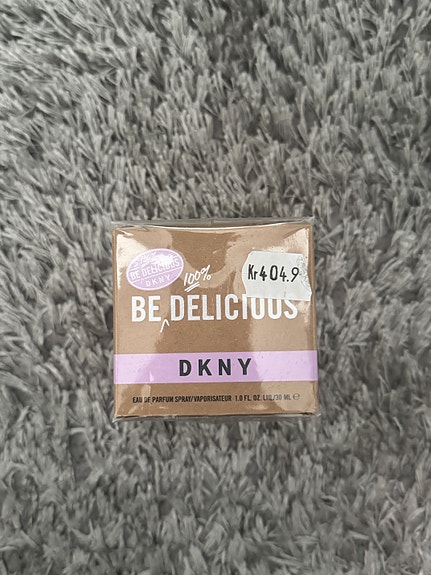 BE DELICIOUS
DKNY
100%
Kr404.9
BE DELICIOUS
DKNY
EAU DE PARFUM SPRAY/VAPORISATEUR 1.0 FL. OZ. LIQ./30 ML ℮